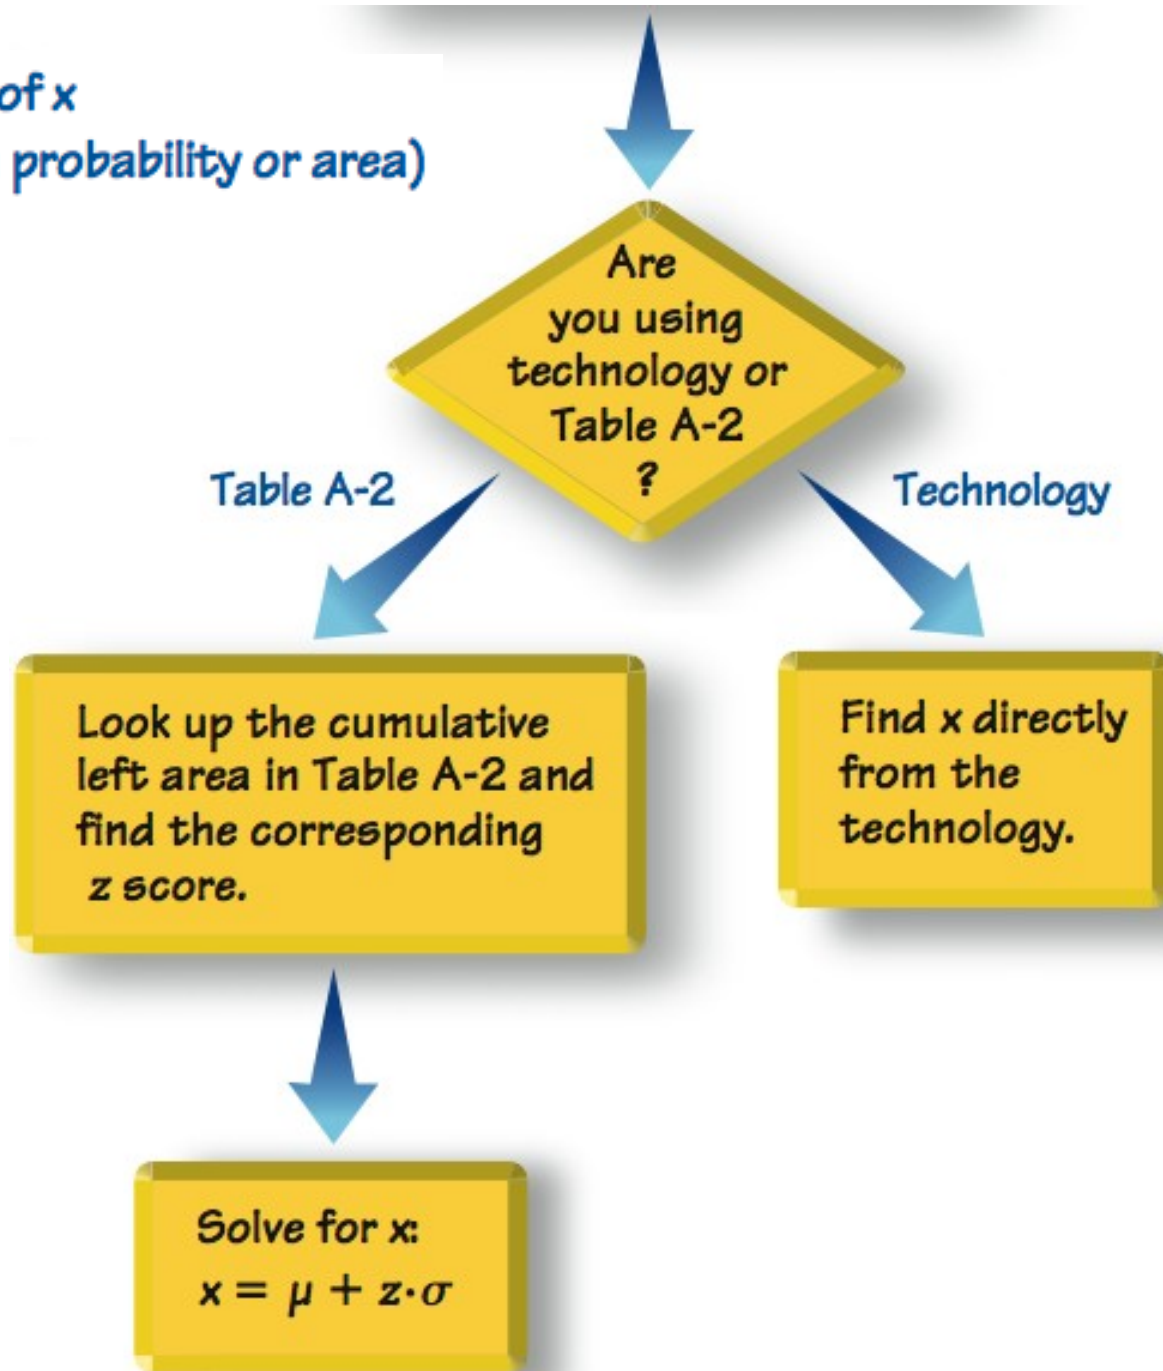 of x
probability or area)
Are
you using
technology or
Table A-2
?
Table A-2
Technology
Look up the cumulative
left area in Table A-2 and
find the corresponding
z score.
Find x directly
from the
technology.
Solve for x:
x = μ + z·σ